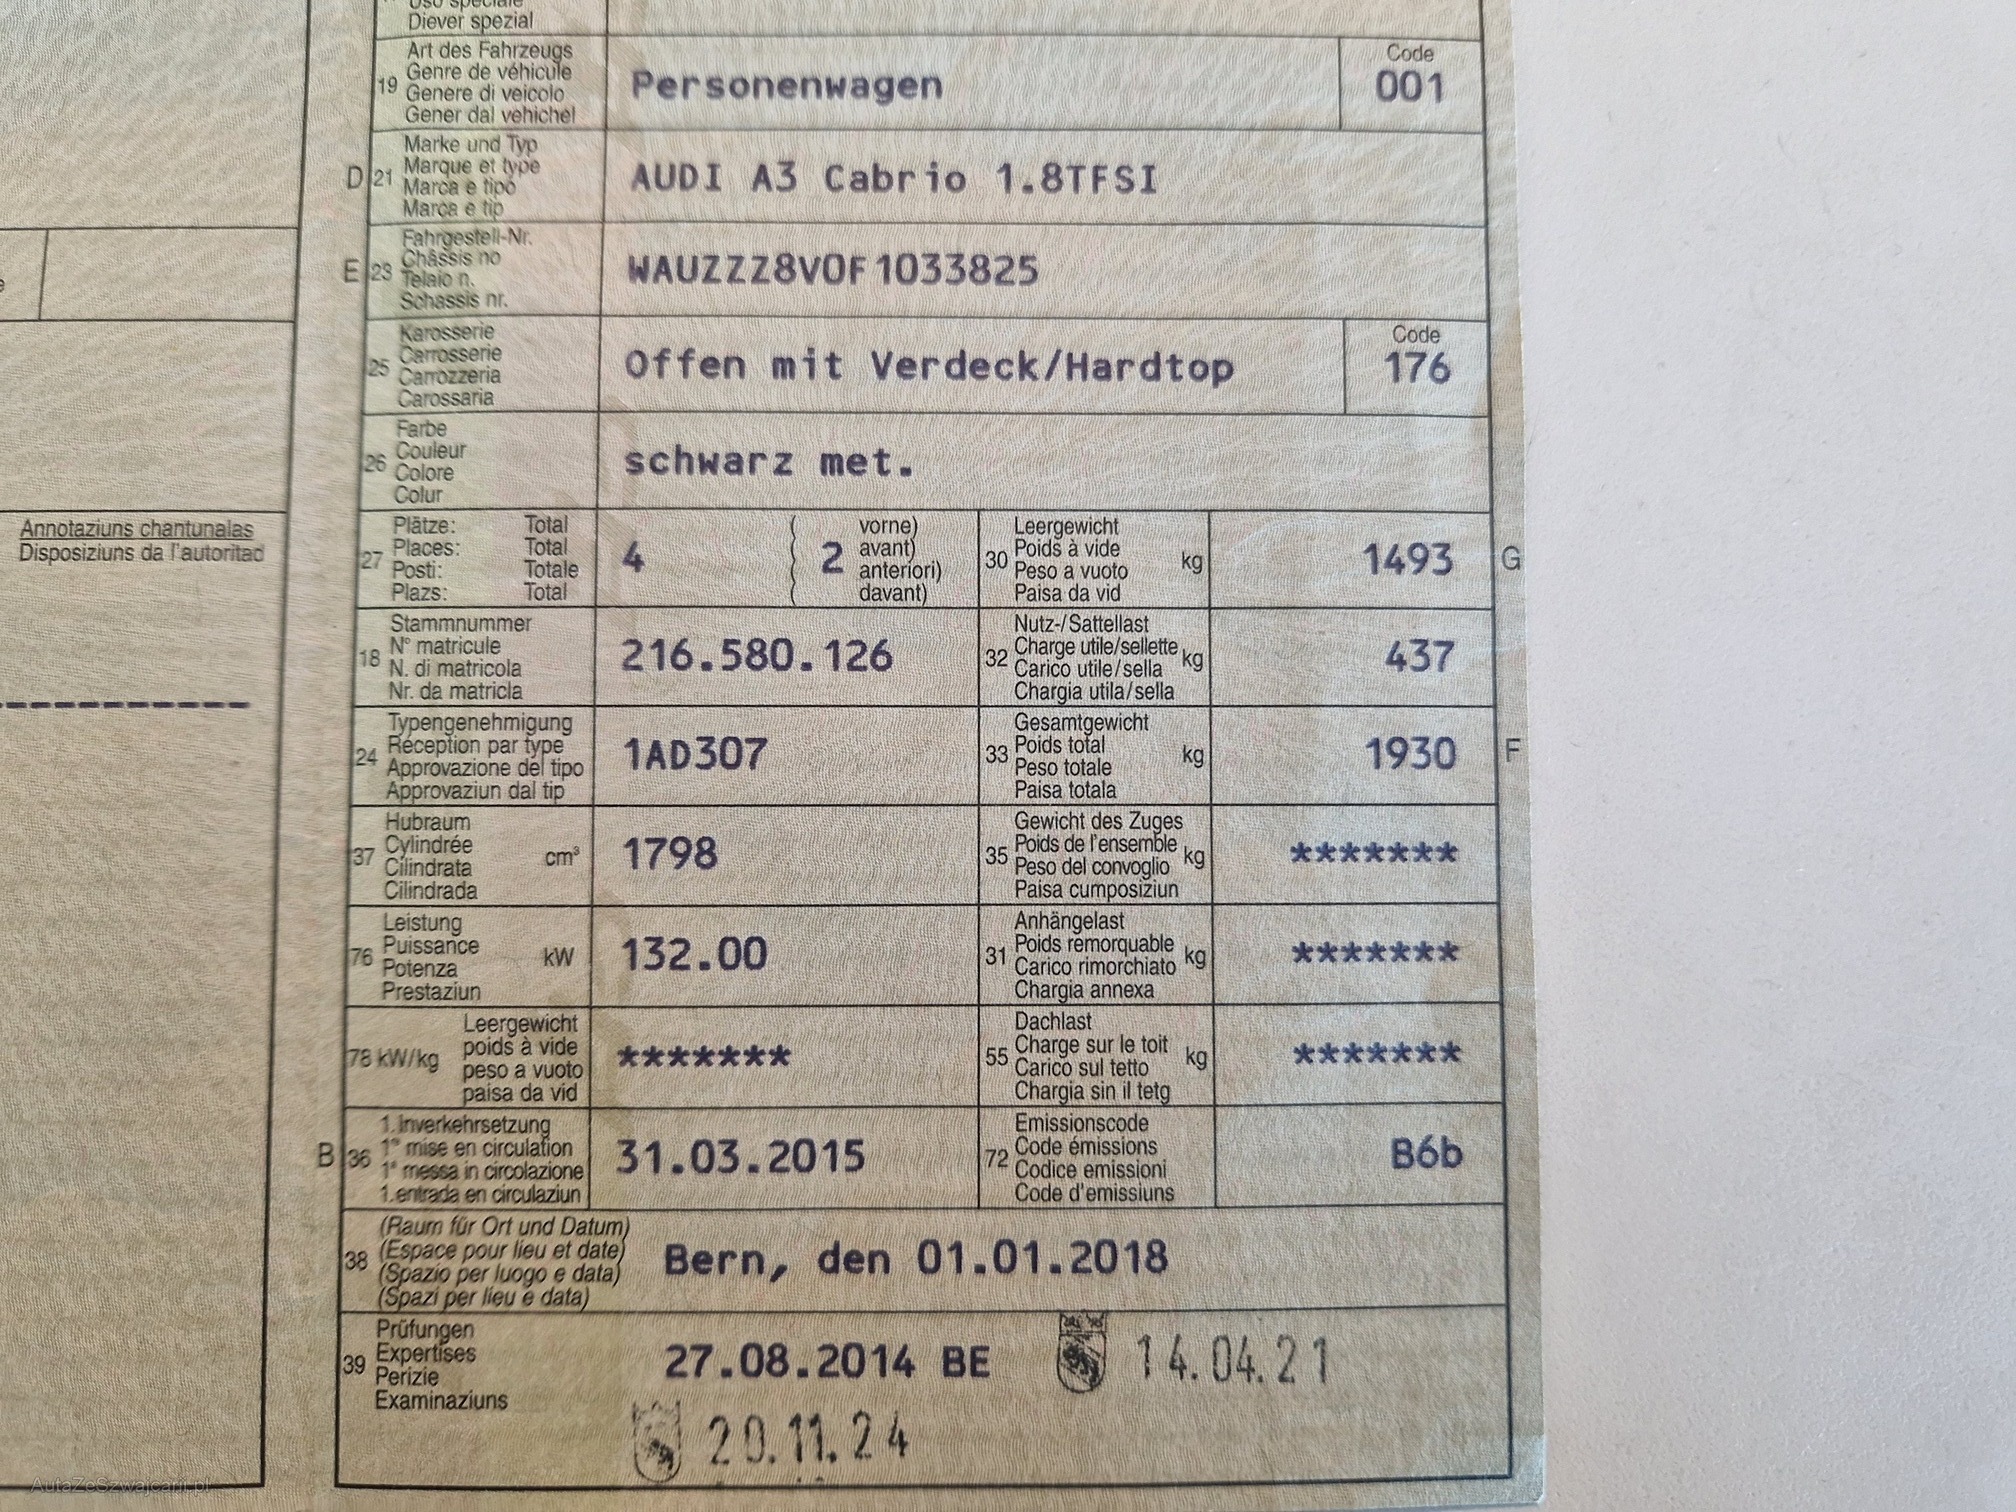 Uso speciale
Diever spezial
19 Art des Fahrzeugs
Genre de véhicule
Genere di veicolo
Gener dal vehichel
Personenwagen
Code
001
D 21 Marke und Typ
Marque et type
Marca e tipo
Marca e tip
AUDI A3 Cabrio 1.8TFSI
E 23 Fahrgestell-Nr.
Châssis no
Telaio n.
Schassis nr.
WAUZZZ8V0F1033825
25 Karosserie
Carrosserie
Carrozzeria
Carossaria
Offen mit Verdeck/Hardtop
Code
176
26 Farbe
Couleur
Colore
Colur
schwarz met.
Annotaziuns chantunalas
Disposiziuns da l'autoritad
27 Plätze: Total
Places: Total
Posti: Totale
Plazs: Total
4
( 2 vorne)
avant)
anteriori)
davant)
30 Leergewicht
Poids à vide
Peso a vuoto
Paisa da vid
kg
1493 G
18 Stammnummer
N° matricule
N. di matricola
Nr. da matricla
216.580.126
32 Nutz-/Sattellast
Charge utile/sellette
Carico utile/sella
Chargia utila/sella
kg
437
24 Typengenehmigung
Réception par type
Approvazione del tipo
Approvaziun dal tip
1AD307
33 Gesamtgewicht
Poids total
Peso totale
Paisa totala
kg
1930 F
37 Hubraum
Cylindrée
Cilindrata
Cilindrada
cm³
1798
35 Gewicht des Zuges
Poids de l'ensemble
Peso del convoglio
Paisa cumposiziun
kg
*******
76 Leistung
Puissance
Potenza
Prestaziun
kW
132.00
31 Anhängelast
Poids remorquable
Carico rimorchiato
Chargia annexa
kg
*******
78 kW/kg Leergewicht
poids à vide
peso a vuoto
paisa da vid
*******
55 Dachlast
Charge sur le toit
Carico sul tetto
Chargia sin il tetg
kg
*******
B 36 1. Inverkehrsetzung
1re mise en circulation
1a messa in circolazione
1. entrada en circulaziun
31.03.2015
72 Emissionscode
Code émissions
Codice emissioni
Code d'emissiuns
B6b
38 (Raum für Ort und Datum)
(Espace pour lieu et date)
(Spazio per luogo e data)
(Spazi per lieu e data)
Bern, den 01.01.2018
39 Prüfungen
Expertises
Perizie
Examinaziuns
27.08.2014 BE
14.04.21
20.11.24
AutaZeSzwajcarii.pl